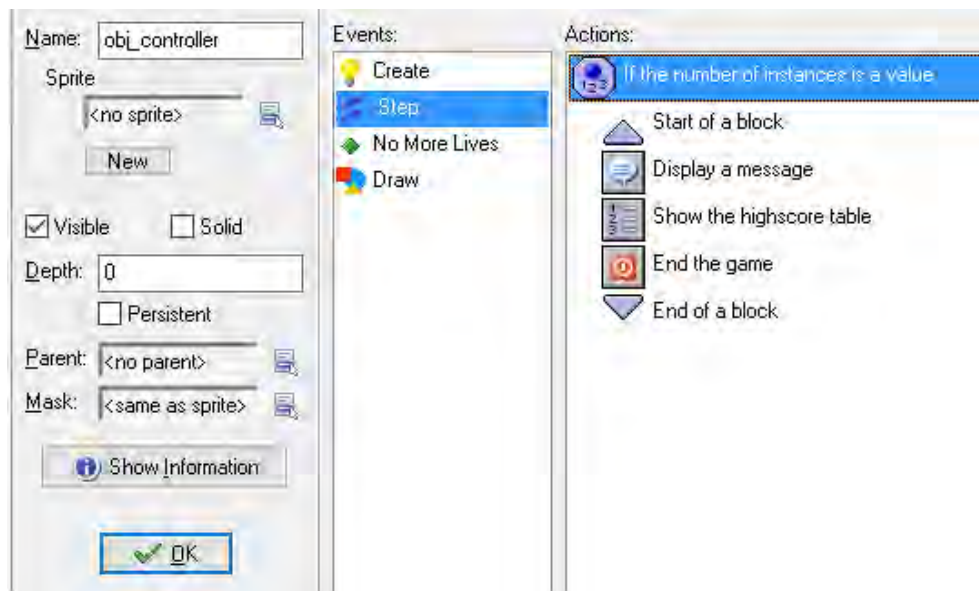 Name: obj_controller
Sprite
<no sprite>
New
Visible
Solid
Depth: 0
Persistent
Parent: <no parent>
Mask: <same as sprite>
Show Information
OK
Events:
Create
Step
No More Lives
Draw
Actions:
If the number of instances is a value
Start of a block
Display a message
Show the highscore table
End the game
End of a block